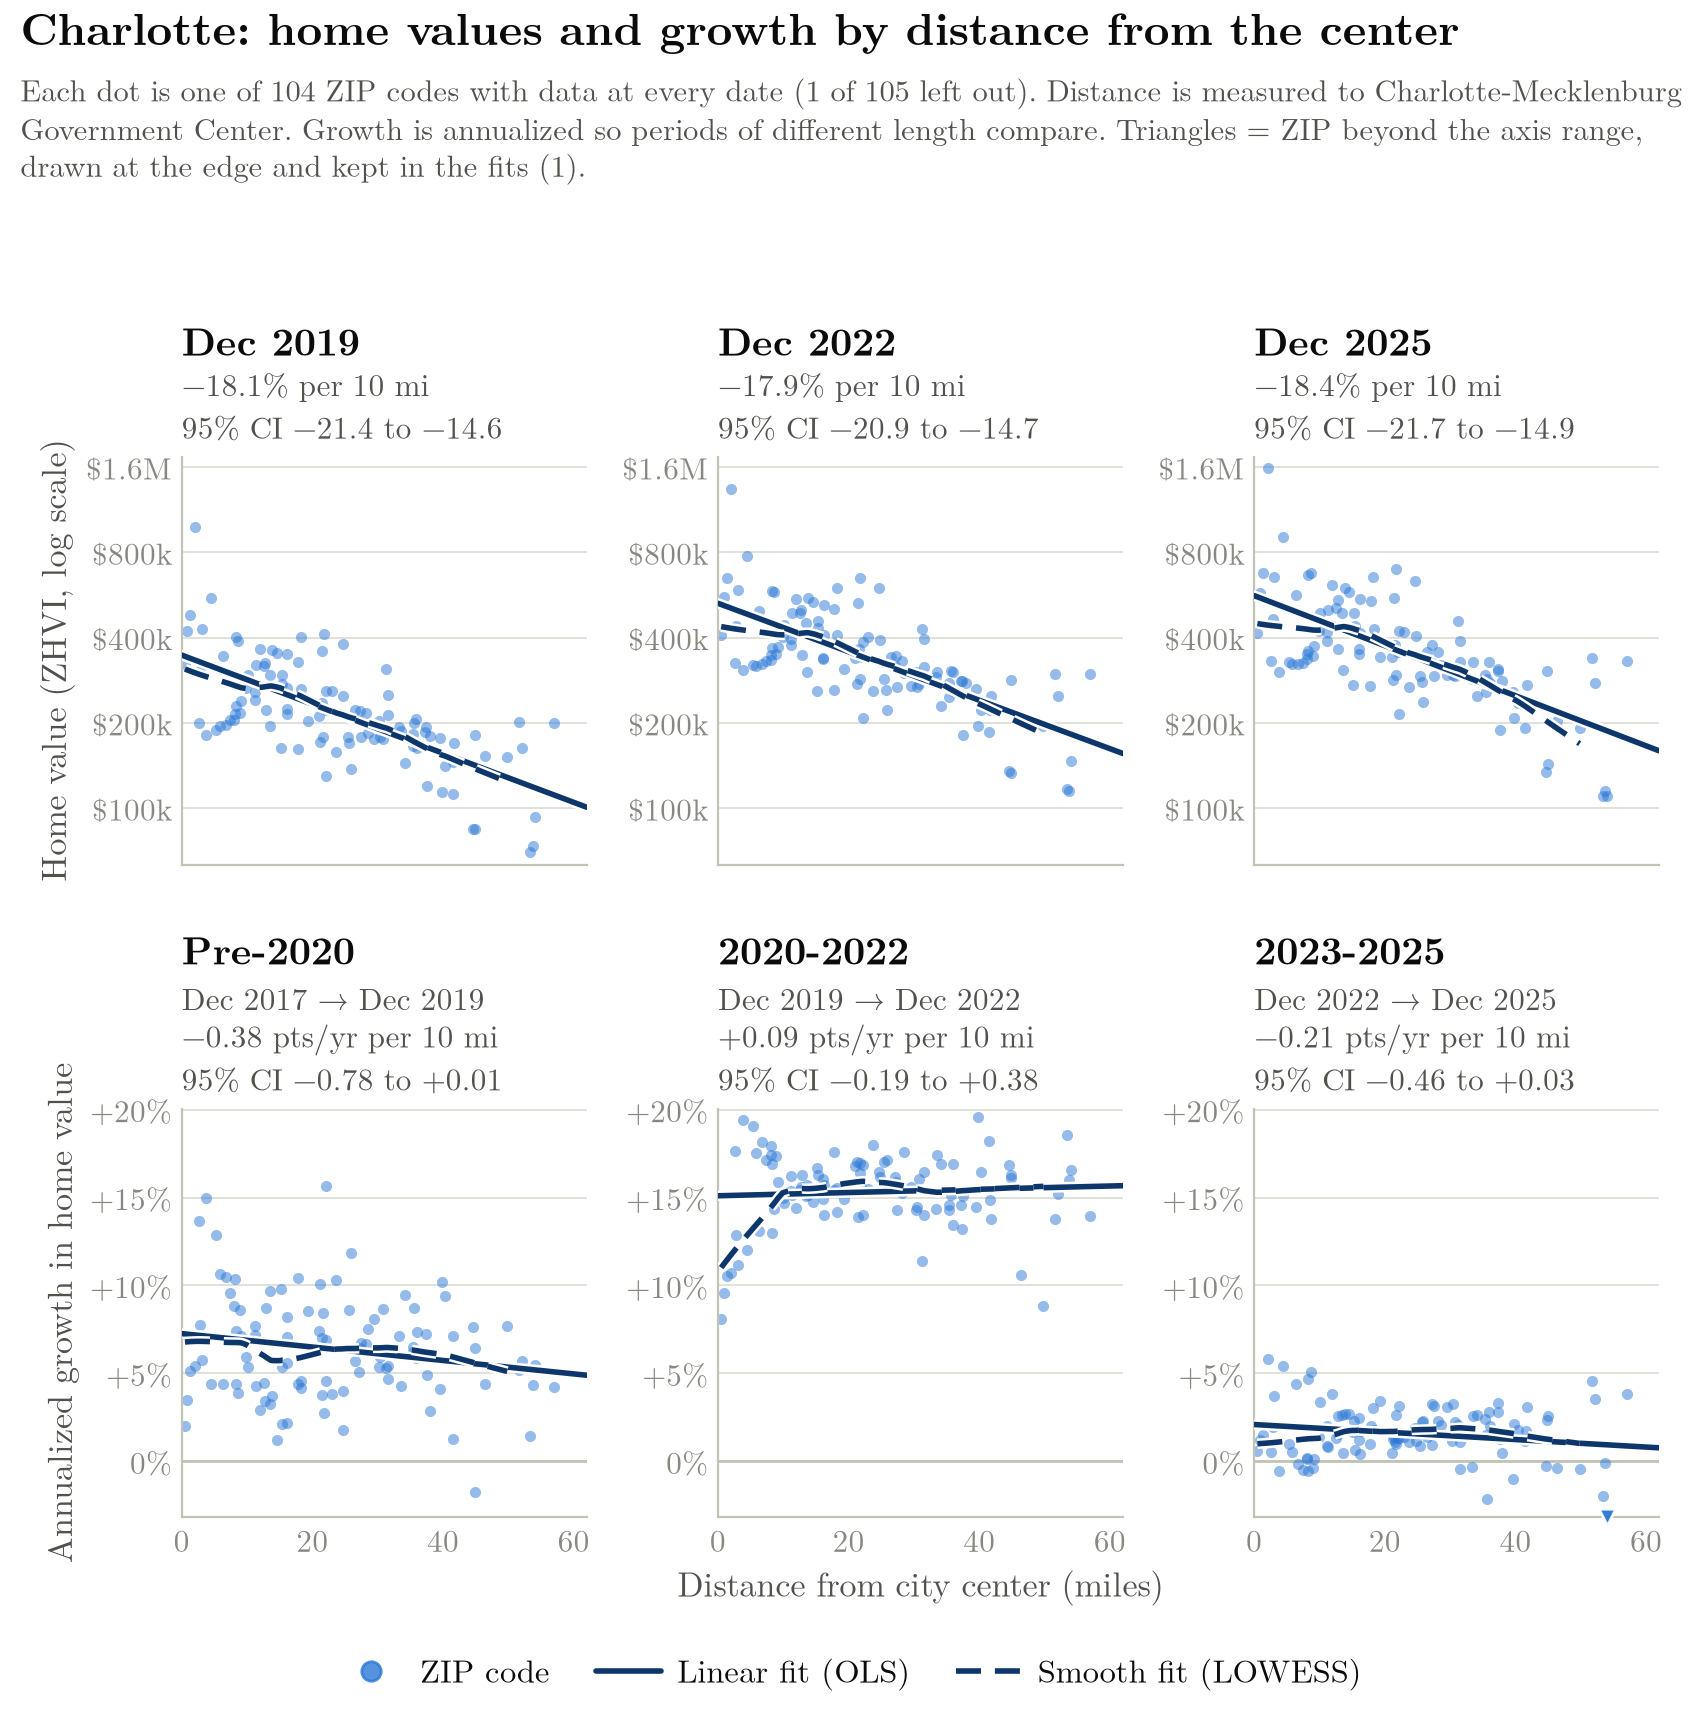 Charlotte: home values and growth by distance from the center
Each dot is one of 104 ZIP codes with data at every date (1 of 105 left out). Distance is measured to Charlotte-Mecklenburg
Government Center. Growth is annualized so periods of different length compare. Triangles = ZIP beyond the axis range,
drawn at the edge and kept in the fits (1).
Dec 2019
−18.1% per 10 mi
95% CI −21.4 to −14.6
Dec 2022
−17.9% per 10 mi
95% CI −20.9 to −14.7
Dec 2025
−18.4% per 10 mi
95% CI −21.7 to −14.9
Home value (ZHVI, log scale)
$1.6M
$800k
$400k
$200k
$100k
$1.6M
$800k
$400k
$200k
$100k
$1.6M
$800k
$400k
$200k
$100k
Pre-2020
Dec 2017 → Dec 2019
−0.38 pts/yr per 10 mi
95% CI −0.78 to +0.01
2020-2022
Dec 2019 → Dec 2022
+0.09 pts/yr per 10 mi
95% CI −0.19 to +0.38
2023-2025
Dec 2022 → Dec 2025
−0.21 pts/yr per 10 mi
95% CI −0.46 to +0.03
Annualized growth in home value
+20%
+15%
+10%
+5%
0%
0 20 40 60
+20%
+15%
+10%
+5%
0%
0 20 40 60
+20%
+15%
+10%
+5%
0%
0 20 40 60
Distance from city center (miles)
ZIP code
Linear fit (OLS)
Smooth fit (LOWESS)